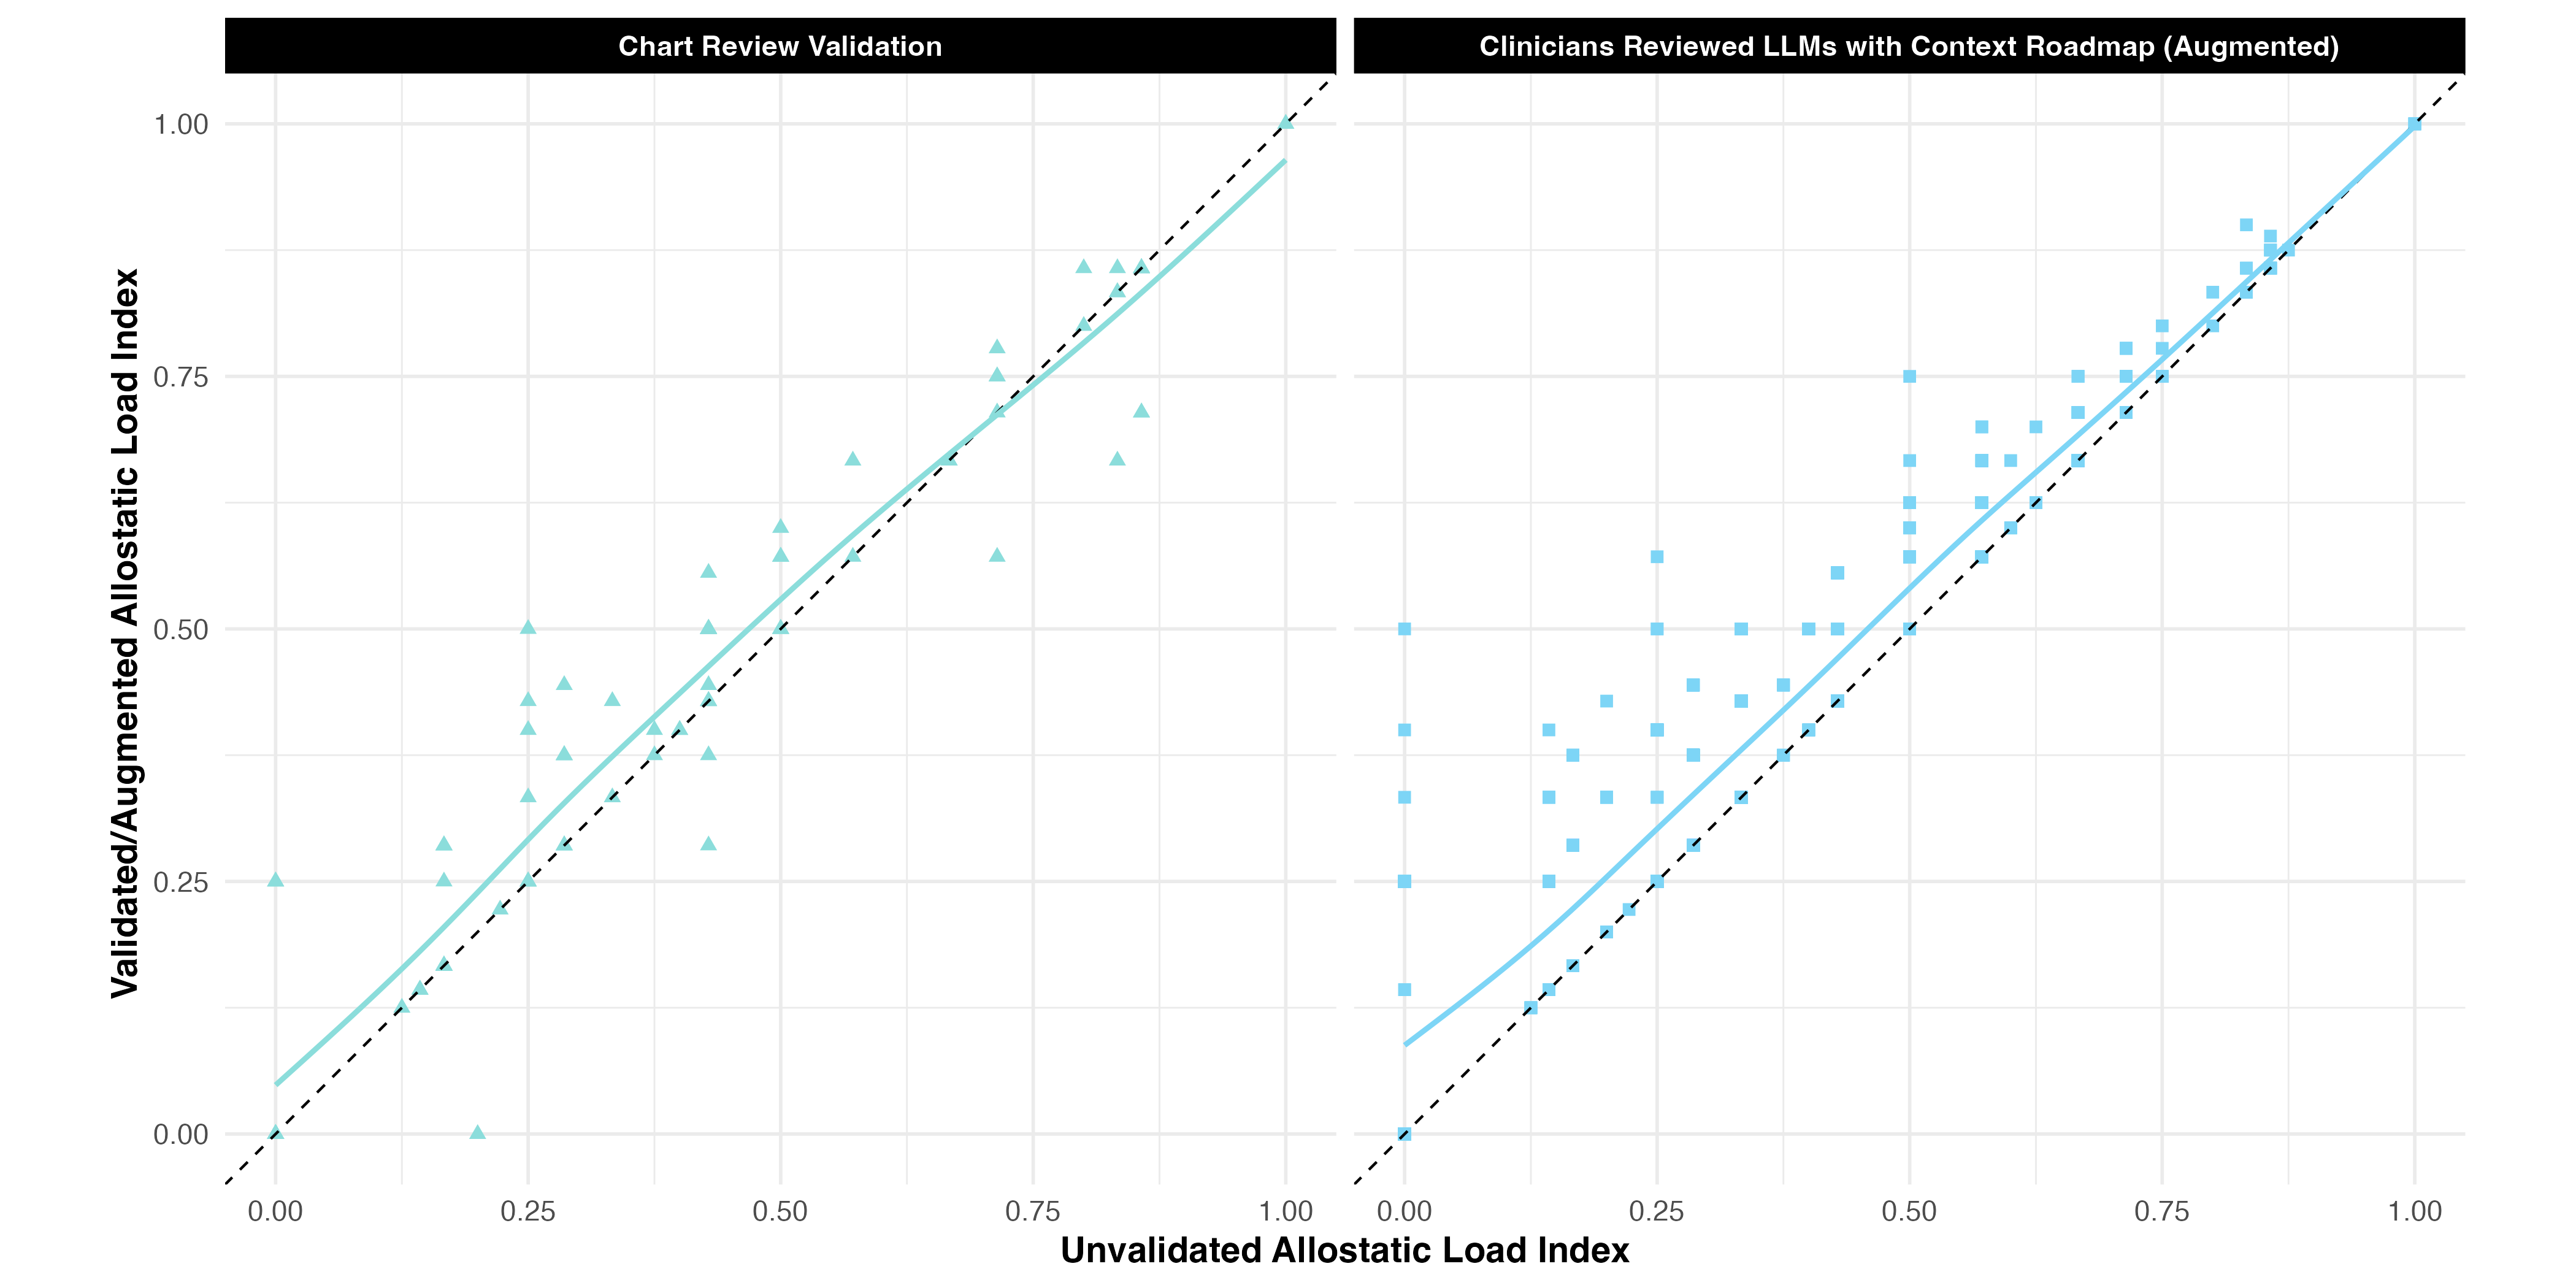 Chart Review Validation
Clinicians Reviewed LLMs with Context Roadmap (Augmented)
Validated/Augmented Allostatic Load Index
1.00
0.75
0.50
0.25
0.00
0.00 0.25 0.50 0.75 1.00
0.00 0.25 0.50 0.75 1.00
Unvalidated Allostatic Load Index